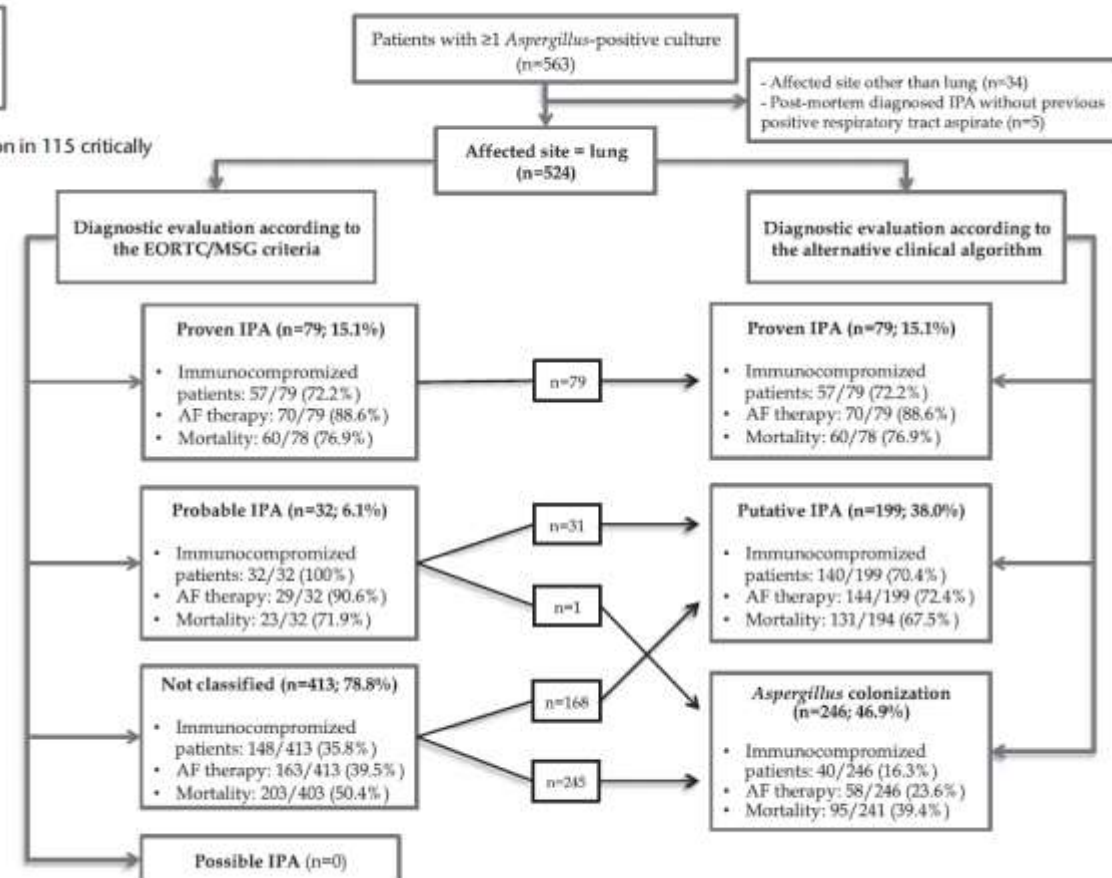 Patients with ≥1 Aspergillus-positive culture
(n=563)
- Affected site other than lung (n=34)
- Post-mortem diagnosed IPA without previous
positive respiratory tract aspirate (n=5)
on in 115 critically
Affected site = lung
(n=524)
Diagnostic evaluation according to
the EORTC/MSG criteria
Diagnostic evaluation according to
the alternative clinical algorithm
Proven IPA (n=79; 15.1%)
• Immunocompromized
patients: 57/79 (72.2%)
• AF therapy: 70/79 (88.6%)
• Mortality: 60/78 (76.9%)
n=79
Proven IPA (n=79; 15.1%)
• Immunocompromized
patients: 57/79 (72.2%)
• AF therapy: 70/79 (88.6%)
• Mortality: 60/78 (76.9%)
Probable IPA (n=32; 6.1%)
• Immunocompromized
patients: 32/32 (100%)
• AF therapy: 29/32 (90.6%)
• Mortality: 23/32 (71.9%)
n=31
n=1
Putative IPA (n=199; 38.0%)
• Immunocompromized
patients: 140/199 (70.4%)
• AF therapy: 144/199 (72.4%)
• Mortality: 131/194 (67.5%)
Not classified (n=413; 78.8%)
• Immunocompromized
patients: 148/413 (35.8%)
• AF therapy: 163/413 (39.5%)
• Mortality: 203/403 (50.4%)
n=168
n=245
Aspergillus colonization
(n=246; 46.9%)
• Immunocompromized
patients: 40/246 (16.3%)
• AF therapy: 58/246 (23.6%)
• Mortality: 95/241 (39.4%)
Possible IPA (n=0)